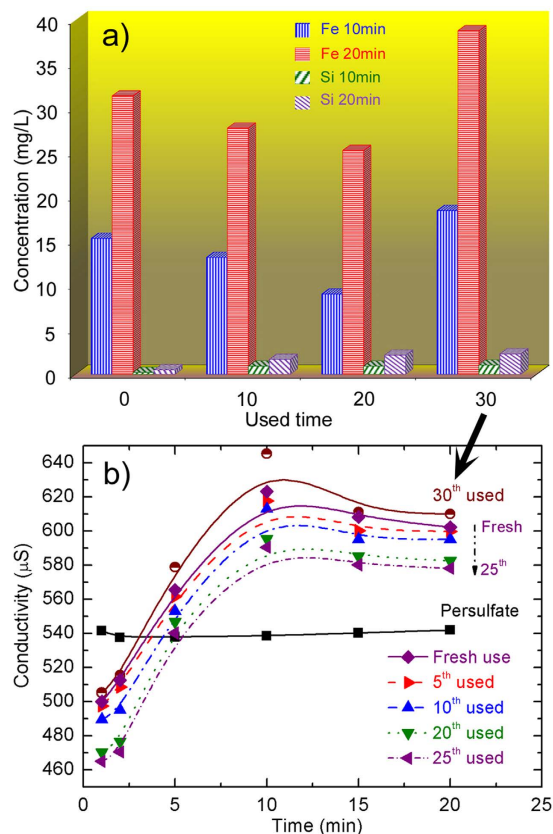 a)
Fe 10min
Fe 20min
Si 10min
Si 20min
Concentration (mg/L)
40
35
30
25
20
15
10
5
0
0 10 20 30
Used time
b)
30th used
Fresh
25th
Persulfate
Fresh use
5th used
10th used
20th used
25th used
Conductivity (μS)
640
620
600
580
560
540
520
500
480
460
0 5 10 15 20 25
Time (min)